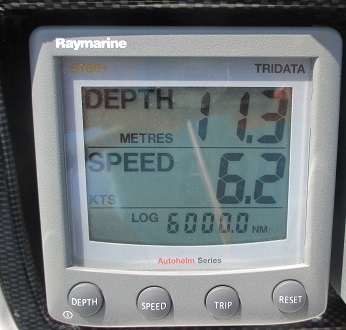 Raymarine
ST60+ TRIDATA
DEPTH 11.3
METRES
SPEED 6.2
KTS
LOG 6000.0 NM
Autohelm Series
DEPTH SPEED TRIP RESET